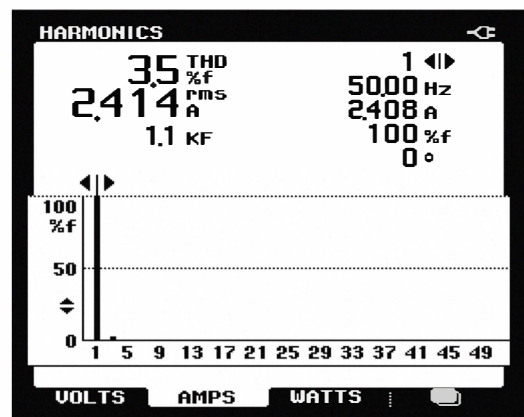 HARMONICS
3.5 THD %f
2.414 rms A
1.1 KF
1
50.00 Hz
2.408 A
100 %f
0 °
100
%f
50
0
1 5 9 13 17 21 25 29 33 37 41 45 49
VOLTS AMPS WATTS